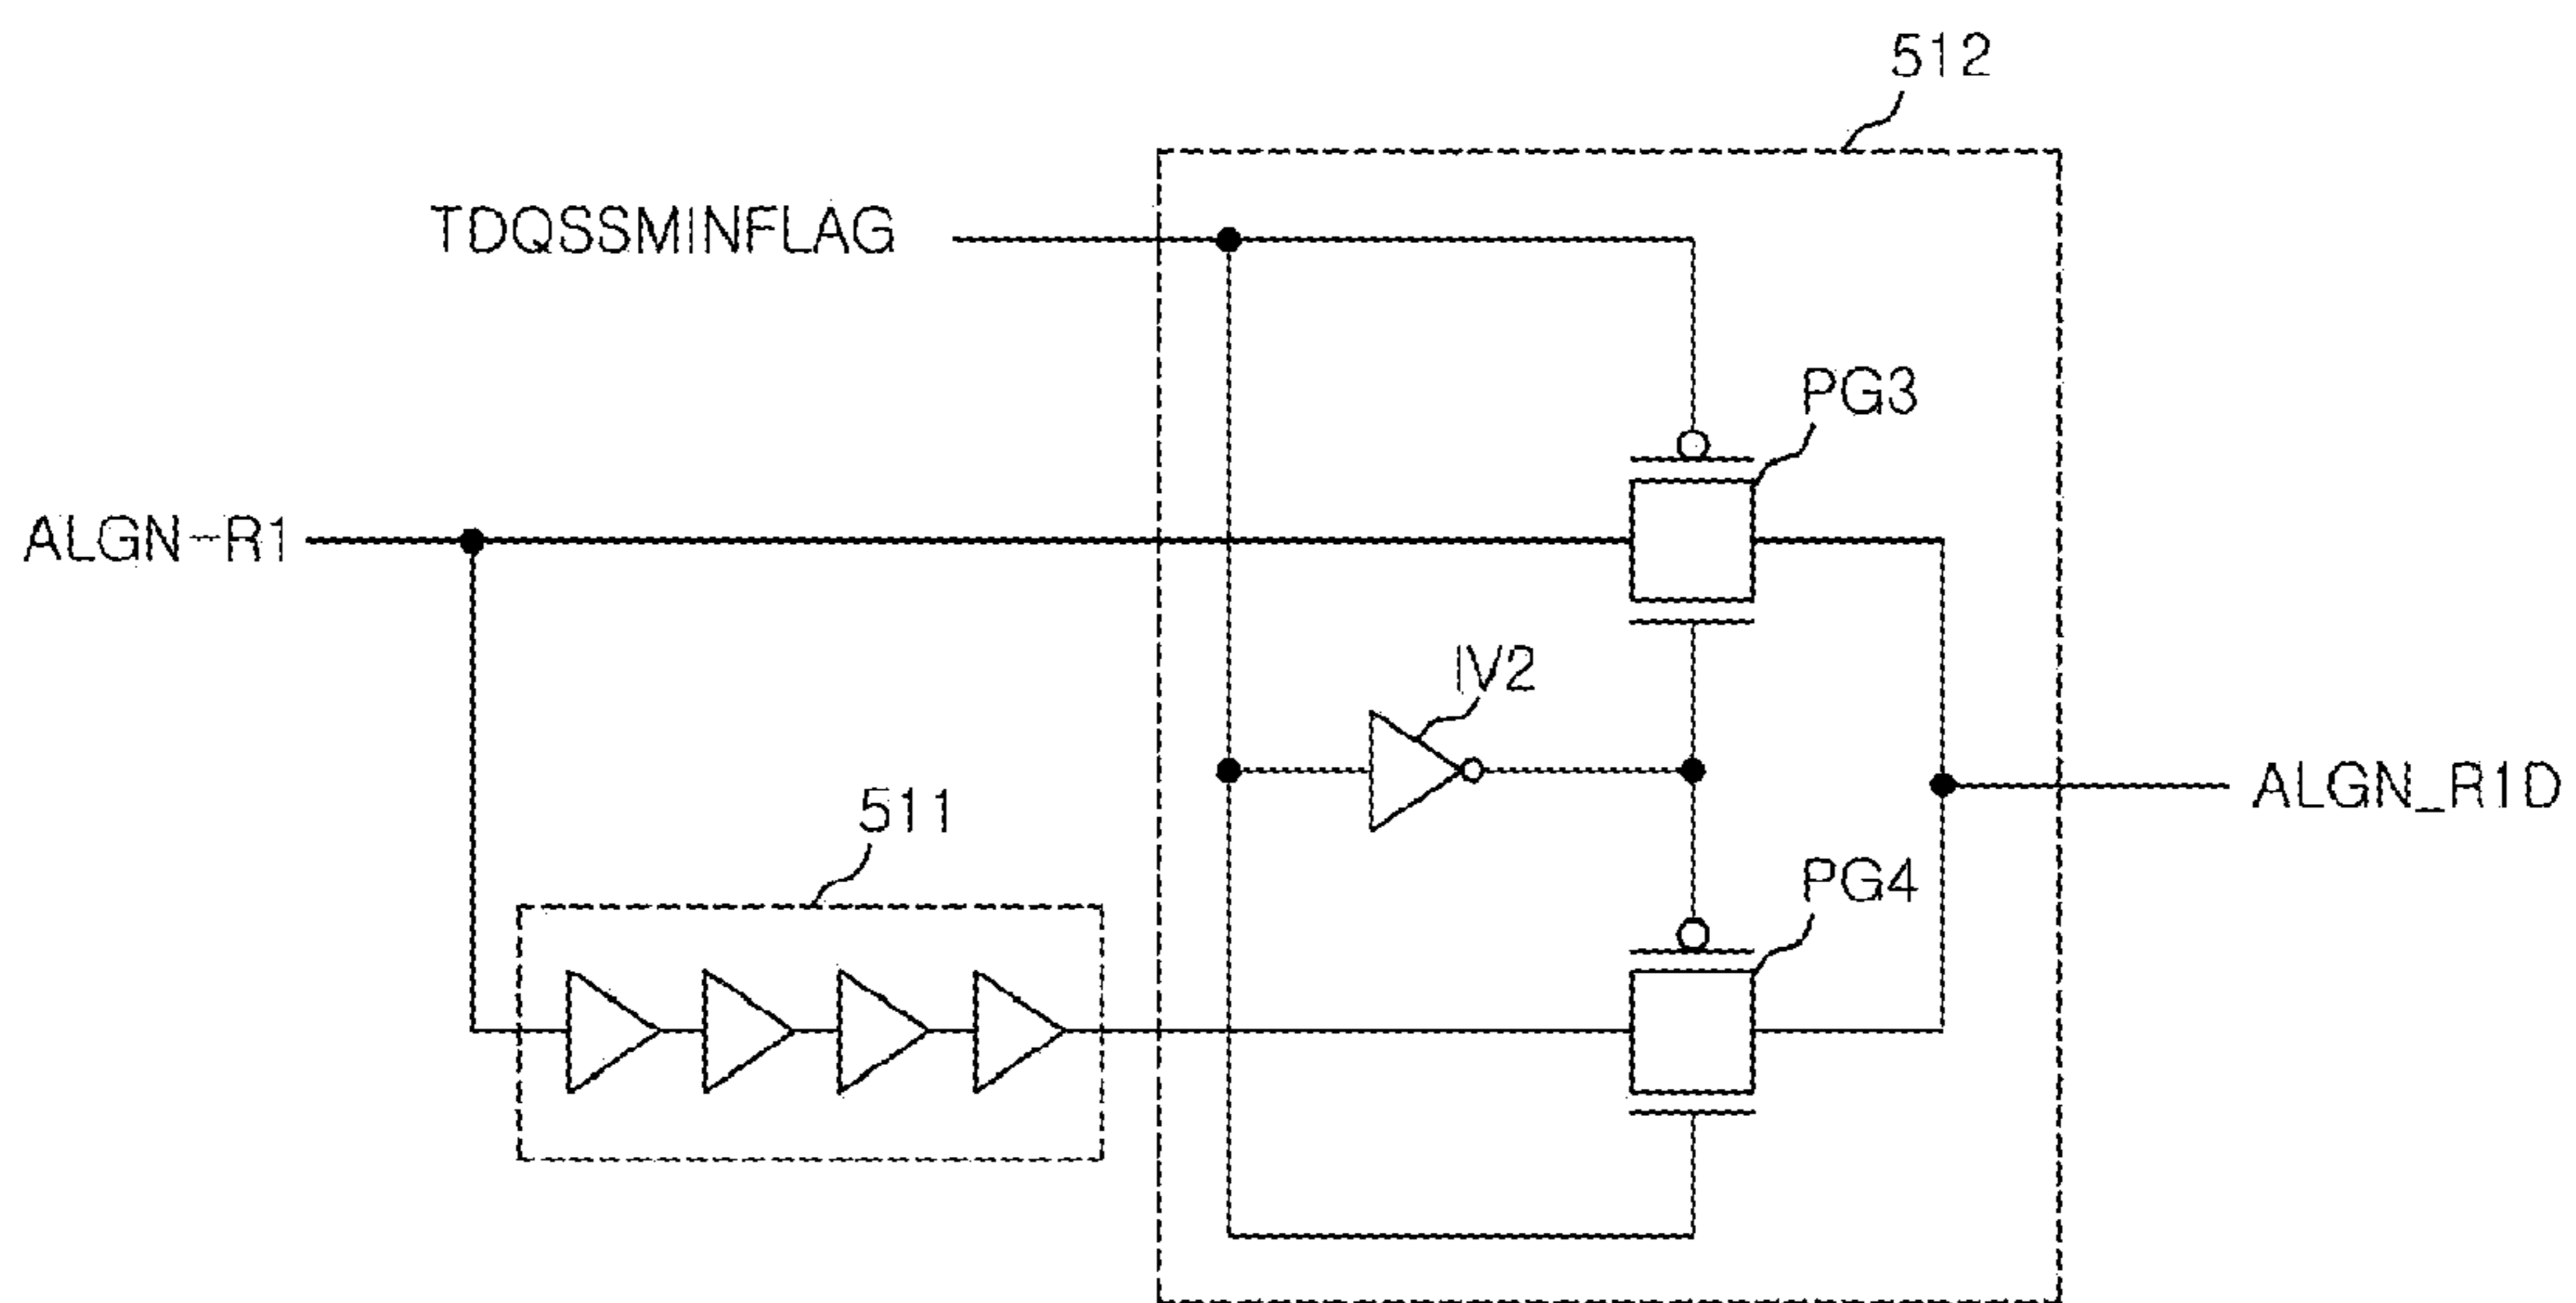 512
TDQSSMINFLAG
PG3
ALGN-R1
IV2
ALGN_R1D
511
PG4